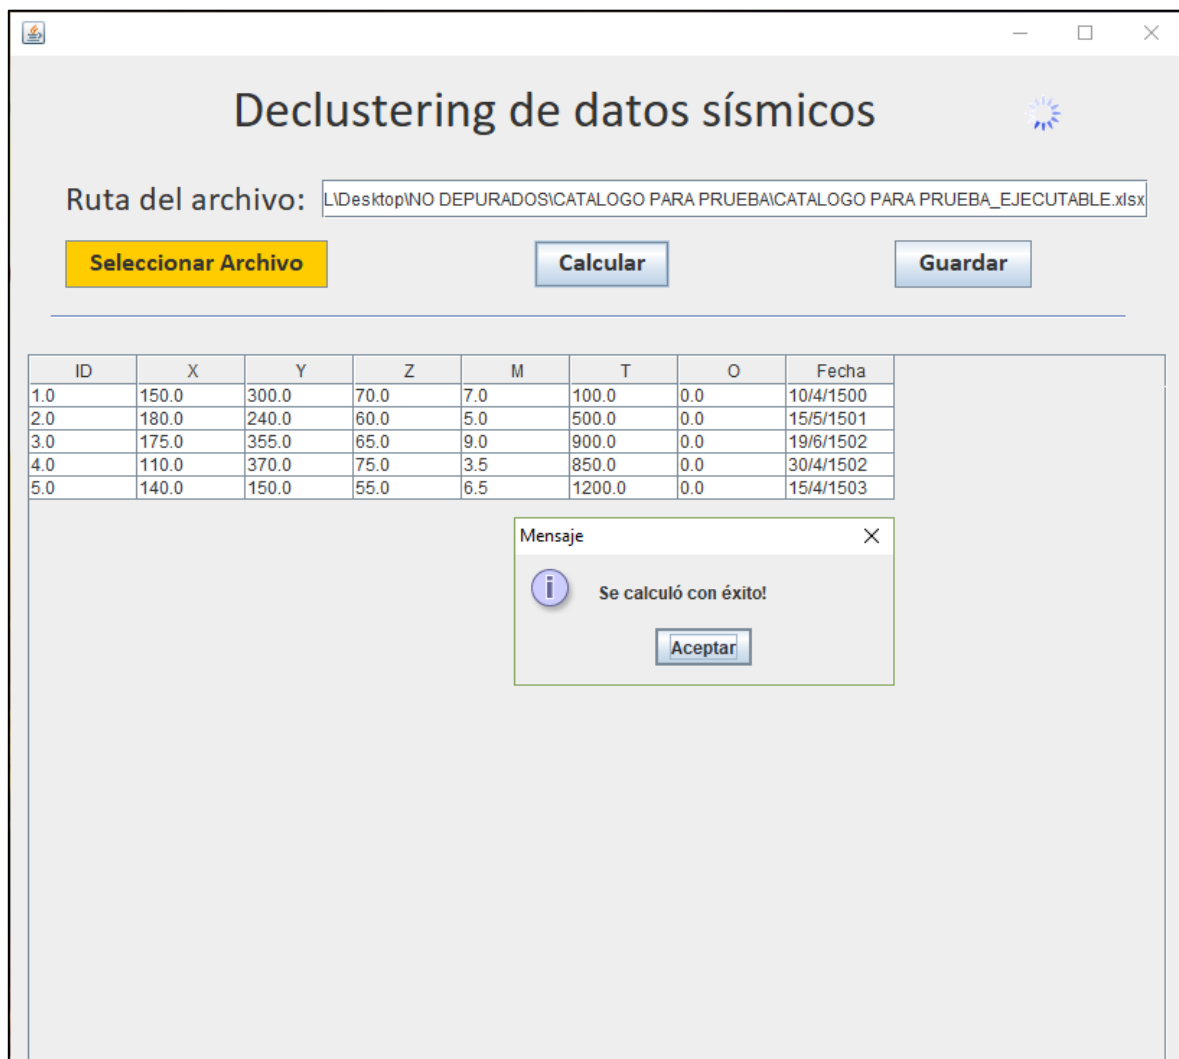 Declustering de datos sísmicos
Ruta del archivo: L\Desktop\NO DEPURADOS\CATALOGO PARA PRUEBA\CATALOGO PARA PRUEBA_EJECUTABLE.xlsx
Seleccionar Archivo Calcular Guardar
ID X Y Z M T O Fecha
1.0 150.0 300.0 70.0 7.0 100.0 0.0 10/4/1500
2.0 180.0 240.0 60.0 5.0 500.0 0.0 15/5/1501
3.0 175.0 355.0 65.0 9.0 900.0 0.0 19/6/1502
4.0 110.0 370.0 75.0 3.5 850.0 0.0 30/4/1502
5.0 140.0 150.0 55.0 6.5 1200.0 0.0 15/4/1503
Mensaje
Se calculó con éxito!
Aceptar